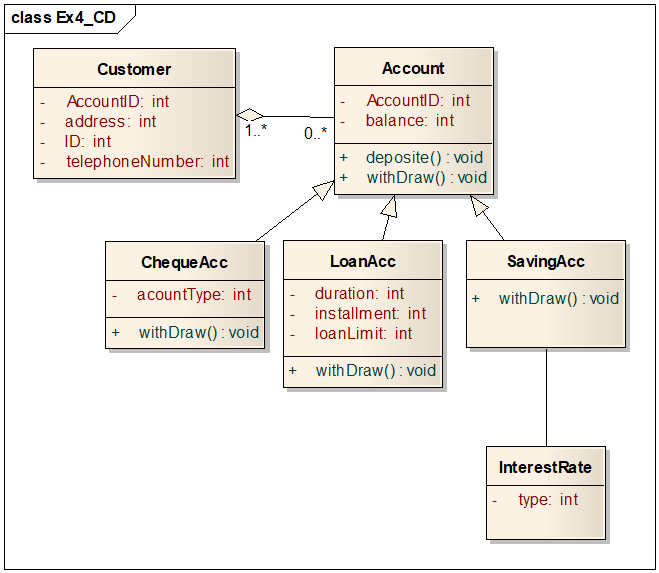 class Ex4_CD
Customer
- AccountID: int
- address: int
- ID: int
- telephoneNumber: int
1..*
0..*
Account
- AccountID: int
- balance: int
+ deposite() : void
+ withDraw() : void
ChequeAcc
- acountType: int
+ withDraw() : void
LoanAcc
- duration: int
- installment: int
- loanLimit: int
+ withDraw() : void
SavingAcc
+ withDraw() : void
InterestRate
- type: int